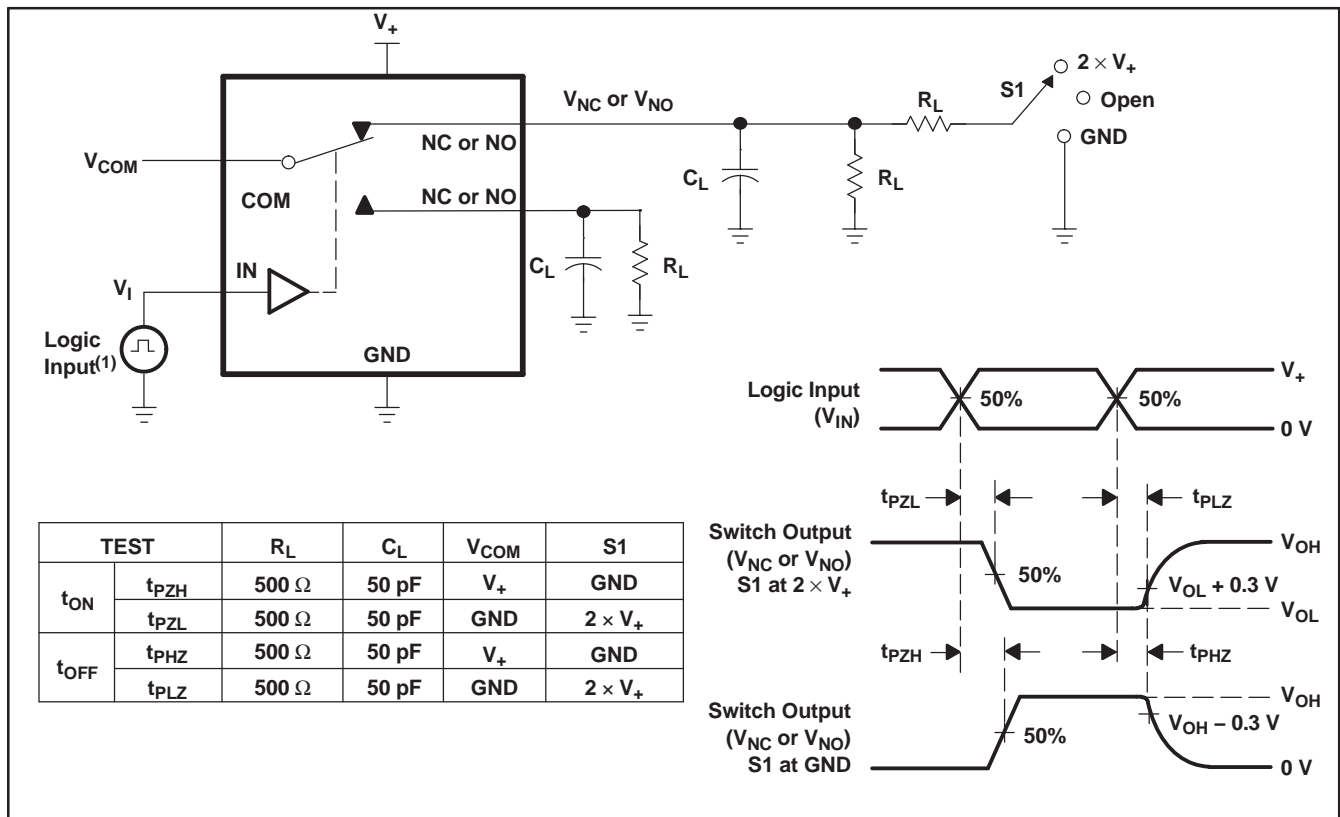 V+
VNC or VNO
RL
S1
2 × V+
Open
GND
VCOM
NC or NO
COM
NC or NO
CL
RL
CL
RL
IN
VI
Logic
Input(1)
GND
Logic Input
(VIN)
50%
50%
V+
0 V
tPZL
tPLZ
Switch Output
(VNC or VNO)
S1 at 2 × V+
50%
VOH
VOL + 0.3 V
VOL
tPZH
tPHZ
Switch Output
(VNC or VNO)
S1 at GND
50%
VOH
VOH – 0.3 V
0 V
TEST RL CL VCOM S1
tON tPZH 500 Ω 50 pF V+ GND
tPZL 500 Ω 50 pF GND 2 × V+
tOFF tPHZ 500 Ω 50 pF V+ GND
tPLZ 500 Ω 50 pF GND 2 × V+